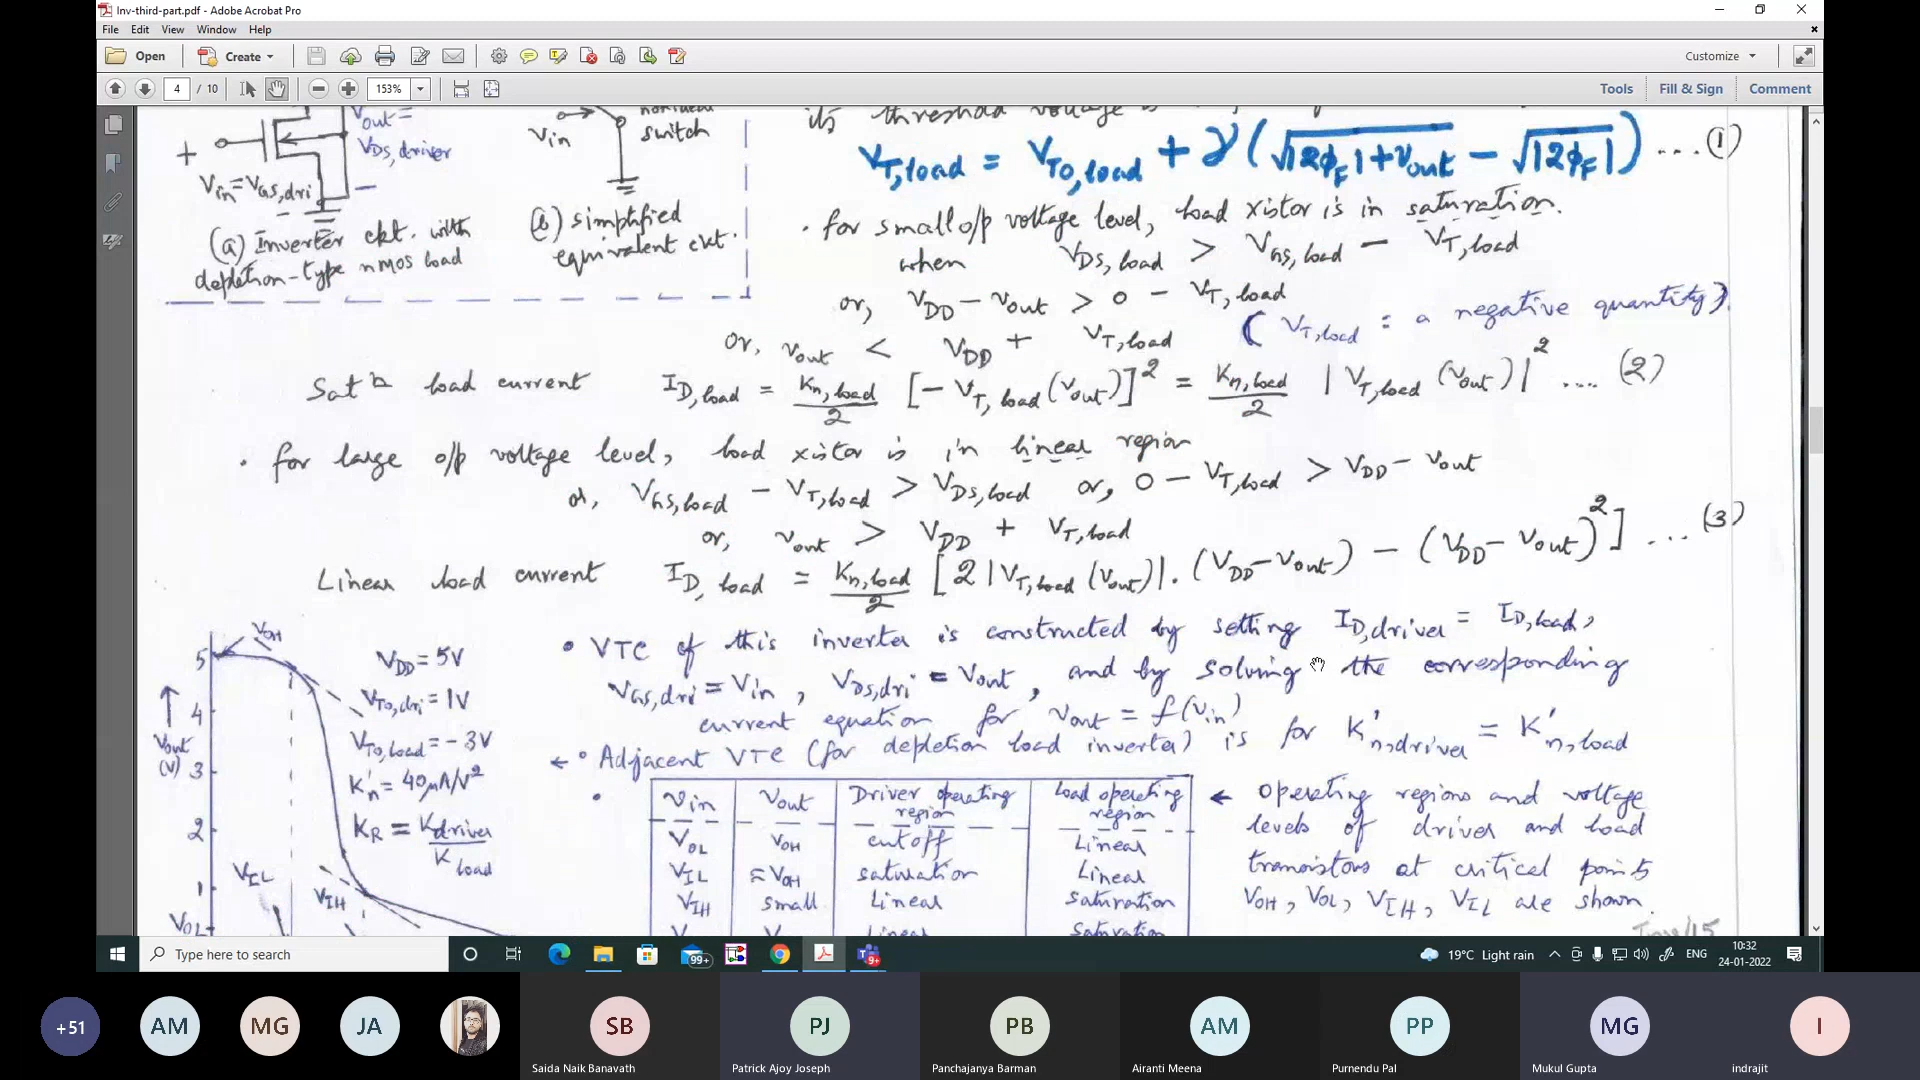 Inv-third-part.pdf - Adobe Acrobat Pro
File Edit View Window Help
Open Create Customize
4 / 10 153% Tools Fill & Sign Comment
its threshold voltage is
Vout =
VDS,driver
+
Vin = VGS,dri
-
Vin
nonlinear
switch
(a) Inverter ckt. with
depletion-type nMOS load
(b) simplified
equivalent ckt.
VT,load = VT0,load + γ(√|2φF|+Vout - √|2φF|) ...(1)
• for small o/p voltage level, load xistor is in saturation.
when VDS,load > VGS,load - VT,load
or, VDD - Vout > 0 - VT,load
(VT,load = a negative quantity)
or, Vout < VDD + VT,load
Satn load current ID,load = Kn,load/2 [-VT,load(Vout)]^2 = Kn,load/2 |VT,load(Vout)|^2 .... (2)
• for large o/p voltage level, load xistor is in linear region
or, VGS,load - VT,load > VDS,load or, 0 - VT,load > VDD - Vout
or, Vout > VDD + VT,load
Linear load current ID,load = Kn,load/2 [2|VT,load(Vout)|.(VDD-Vout) - (VDD-Vout)^2] ... (3)
• VTC of this inverter is constructed by setting ID,driver = ID,load,
VGS,dri = Vin, VDS,dri = Vout, and by solving the corresponding
current equation for Vout = f(Vin)
← • Adjacent VTC (for depletion load inverter) is for K'n,driver = K'n,load
VOH
5
4
Vout
(V)
3
2
1
VIL
VIH
VOL
VDD = 5V
VT0,dri = 1V
VT0,load = -3V
K'n = 40μA/V2
KR = Kdriver/Kload
Vin Vout Driver operating region Load operating region
VOL VOH cutoff Linear
VIL ≈VOH saturation Linear
VIH small Linear saturation
Linear saturation
← Operating regions and voltage
levels of driver and load
transistors at critical points
VOH, VOL, VIH, VIL are shown.
Type here to search
99+
9+
19°C Light rain ENG 10:32
24-01-2022
+51 AM MG JA SB PJ PB AM PP MG I
Saida Naik Banavath Patrick Ajoy Joseph Panchajanya Barman Airanti Meena Purnendu Pal Mukul Gupta indrajit